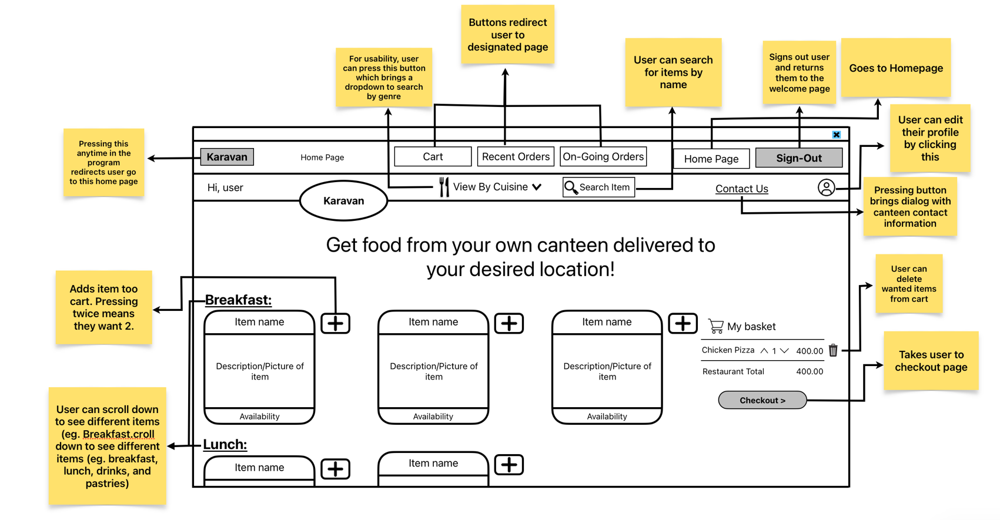 Buttons redirect
user to
designated page
For usability, user
can press this button
which brings a
dropdown to search
by genre
User can search
for items by
name
Signs out user
and returns
them to the
welcome page
Goes to Homepage
User can edit
their profile
by clicking
this
Pressing this
anytime in the
program
redirects user go
to this home page
Karavan
Home Page
Cart
Recent Orders
On-Going Orders
Home Page
Sign-Out
Hi, user
Karavan
View By Cuisine
Search Item
Contact Us
Pressing button
brings dialog with
canteen contact
information
Get food from your own canteen delivered to
your desired location!
Adds item too
cart. Pressing
twice means
they want 2.
Breakfast:
Item name
Description/Picture of
item
Availability
Item name
Description/Picture of
item
Availability
Item name
Description/Picture of
item
Availability
My basket
Chicken Pizza 1 400.00
Restaurant Total 400.00
Checkout >
User can
delete
wanted items
from cart
Takes user to
checkout page
User can scroll down
to see different items
(eg. Breakfast.croll
down to see different
items (eg. breakfast,
lunch, drinks, and
pastries)
Lunch:
Item name
Item name